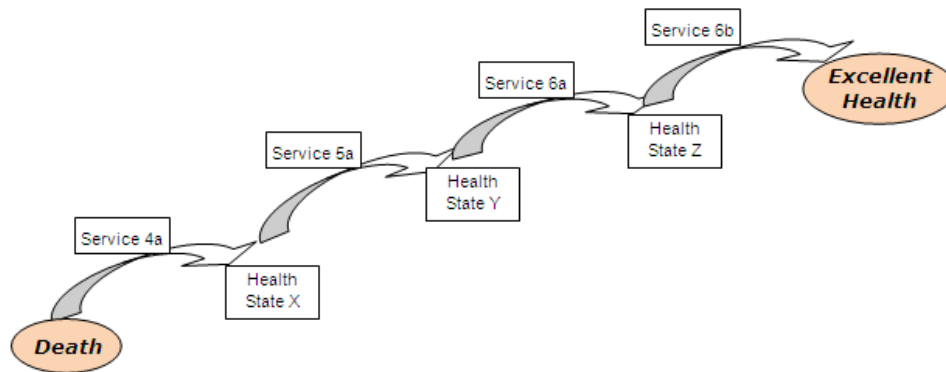 Service 6b
Excellent
Health
Service 6a
Health
State Z
Service 5a
Health
State Y
Service 4a
Health
State X
Death